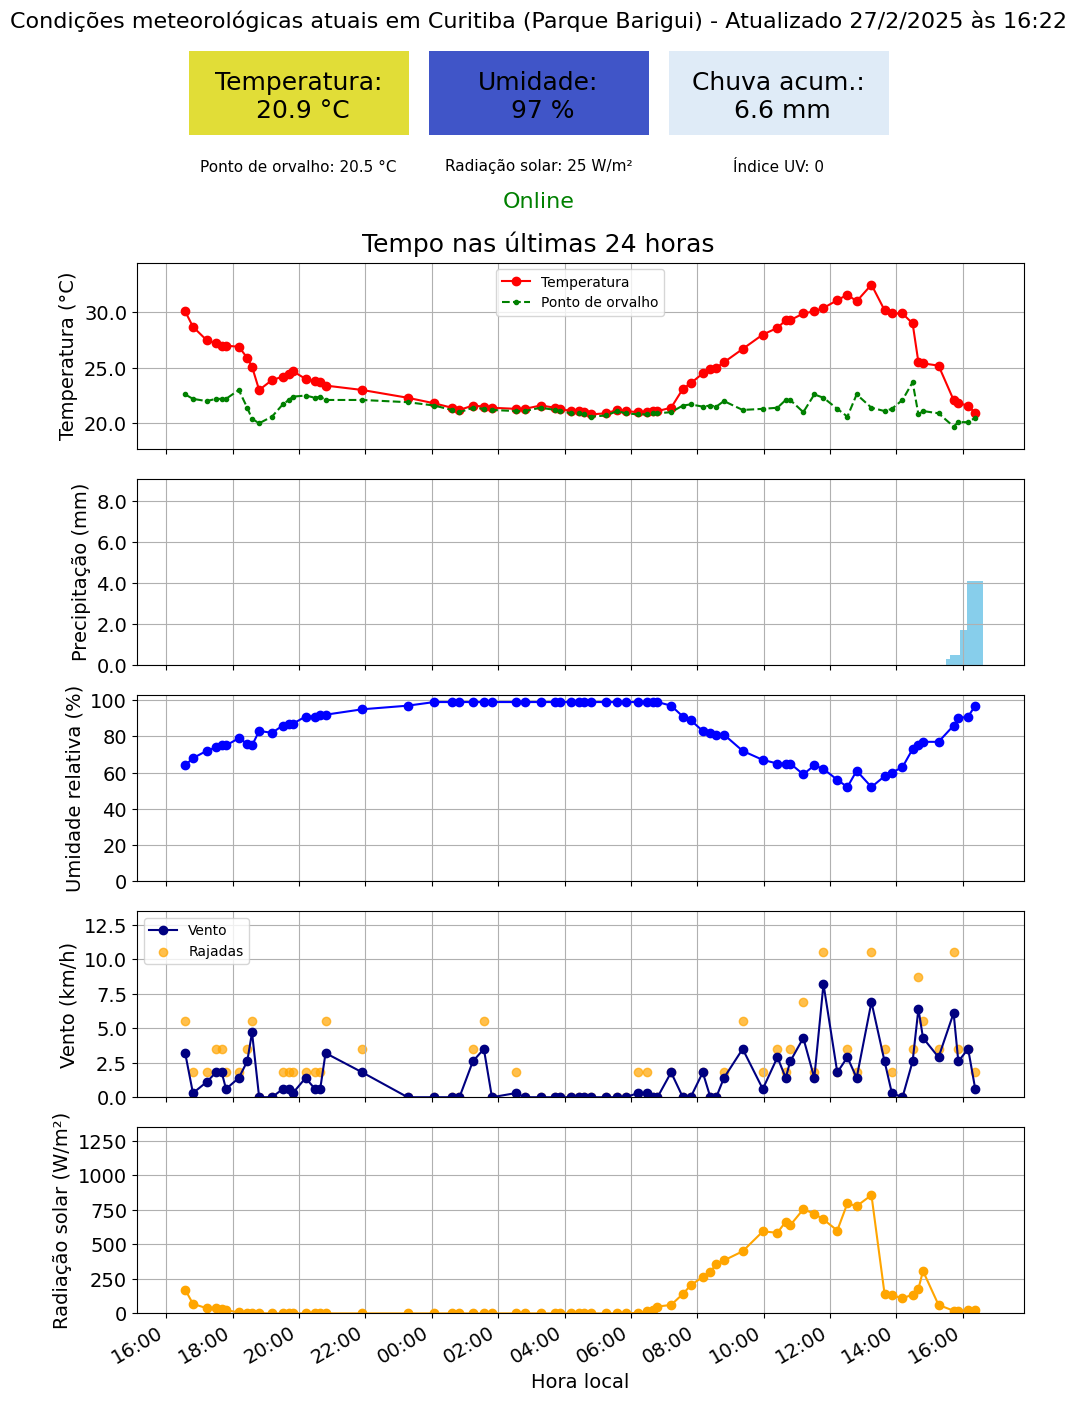 Condições meteorológicas atuais em Curitiba (Parque Barigui) - Atualizado 27/2/2025 às 16:22
Temperatura:
20.9 °C
Umidade:
97 %
Chuva acum.:
6.6 mm
Ponto de orvalho: 20.5 °C
Radiação solar: 25 W/m²
Índice UV: 0
Online
Tempo nas últimas 24 horas
Temperatura (°C)
30.0
25.0
20.0
Temperatura
Ponto de orvalho
Precipitação (mm)
8.0
6.0
4.0
2.0
0.0
Umidade relativa (%)
100
80
60
40
20
0
Vento (km/h)
12.5
10.0
7.5
5.0
2.5
0.0
Vento
Rajadas
Radiação solar (W/m²)
1250
1000
750
500
250
0
16:00
18:00
20:00
22:00
00:00
02:00
04:00
06:00
08:00
10:00
12:00
14:00
16:00
Hora local